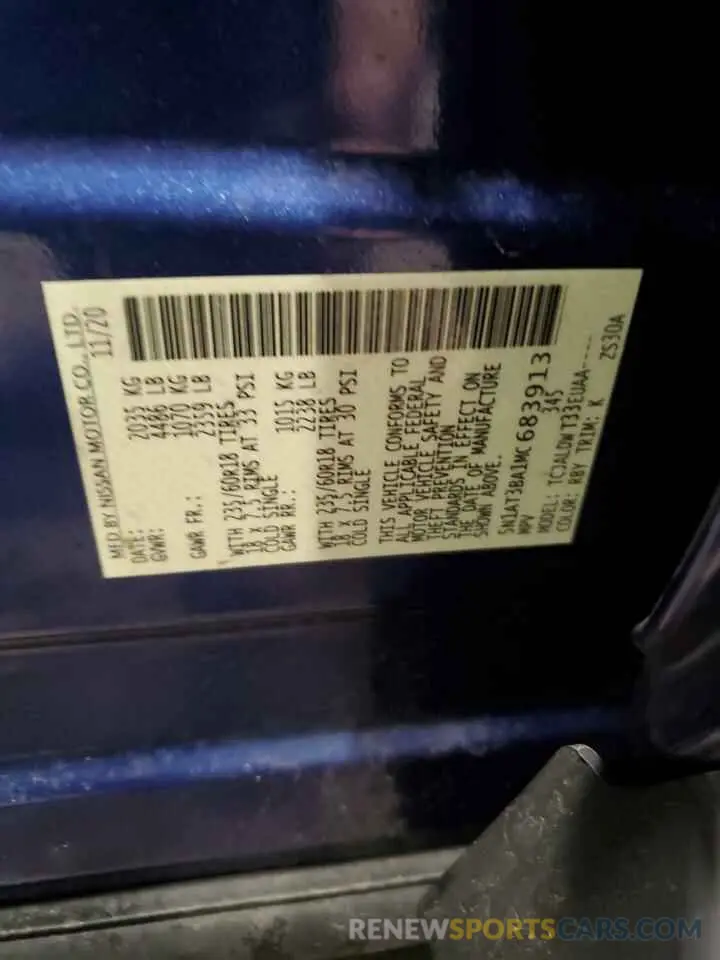 MFD BY NISSAN MOTOR CO., LTD.
DATE: 11/20
GVWR: 2035 KG
4486 LB
GAWR FR.: 1070 KG
2359 LB
WITH 235/60R18 TIRES
18 X 7.5 RIMS AT 33 PSI
COLD SINGLE
GAWR RR.: 1015 KG
2238 LB
WITH 235/60R18 TIRES
18 X 7.5 RIMS AT 30 PSI
COLD SINGLE
THIS VEHICLE CONFORMS TO
ALL APPLICABLE FEDERAL
MOTOR VEHICLE SAFETY AND
THEFT PREVENTION
STANDARDS IN EFFECT ON
THE DATE OF MANUFACTURE
SHOWN ABOVE.
5N1AT3BA1MC683913
MPV 345
MODEL: TCJALDWT33EUAA-----
COLOR: RBY TRIM: K ZS30A
RENEWSPORTSCARS.COM